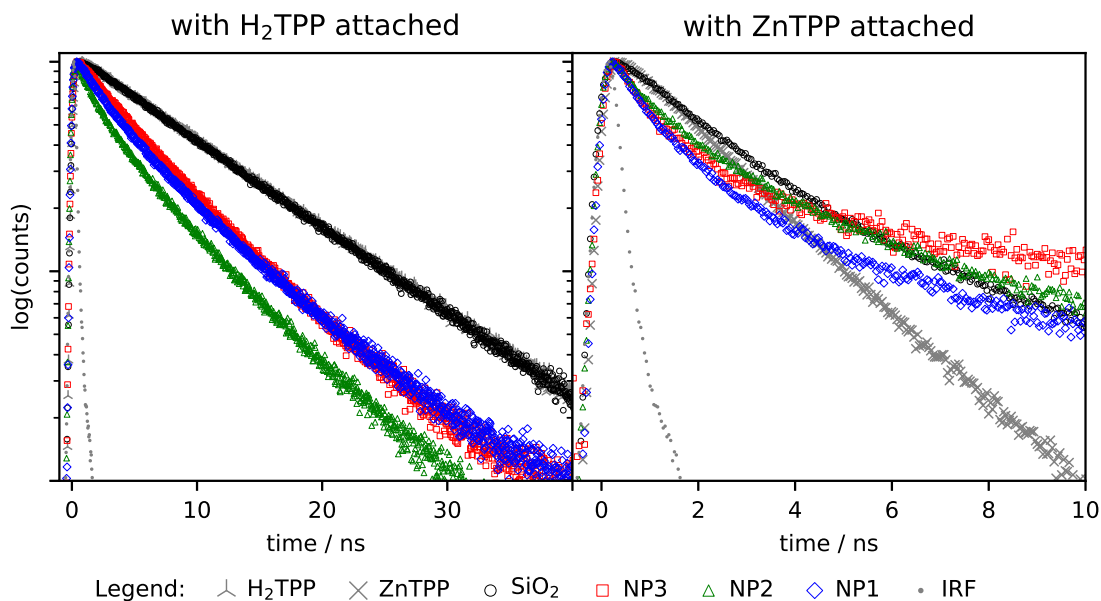 with H₂TPP attached
with ZnTPP attached
log(counts)
0 10 20 30
0 2 4 6 8 10
time / ns
time / ns
Legend: H₂TPP ZnTPP SiO₂ NP3 NP2 NP1 IRF